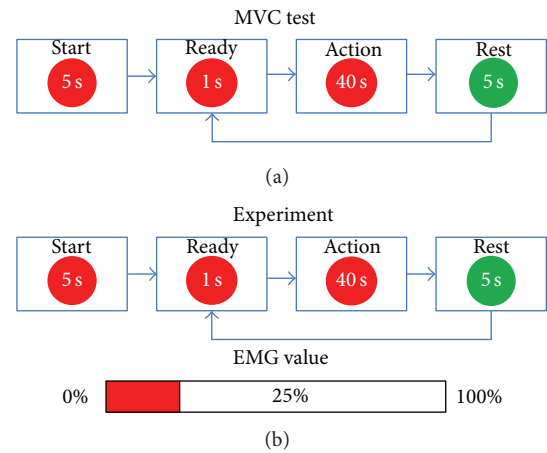 MVC test
Start Ready Action Rest
5 s 1 s 40 s 5 s
(a)
Experiment
Start Ready Action Rest
5 s 1 s 40 s 5 s
EMG value
0% 25% 100%
(b)